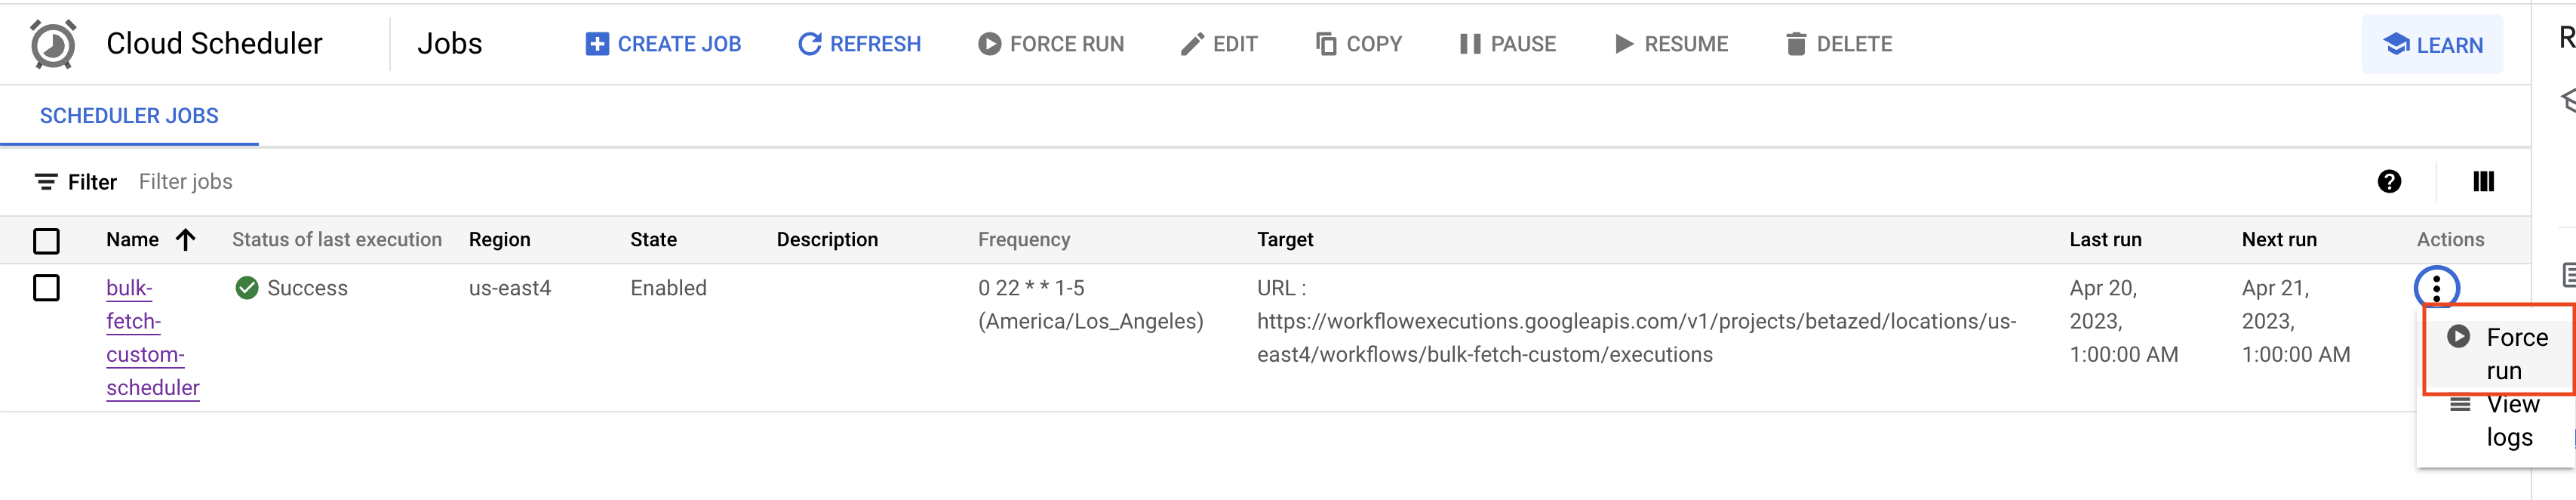 Cloud Scheduler Jobs CREATE JOB REFRESH FORCE RUN EDIT COPY PAUSE RESUME DELETE LEARN R
SCHEDULER JOBS
Filter Filter jobs
Name Status of last execution Region State Description Frequency Target Last run Next run Actions
bulk- Success us-east4 Enabled 0 22 * * 1-5 URL : Apr 20, Apr 21,
fetch- (America/Los_Angeles) https://workflowexecutions.googleapis.com/v1/projects/betazed/locations/us- 2023, 2023, Force
custom- east4/workflows/bulk-fetch-custom/executions 1:00:00 AM 1:00:00 AM run
scheduler View
logs